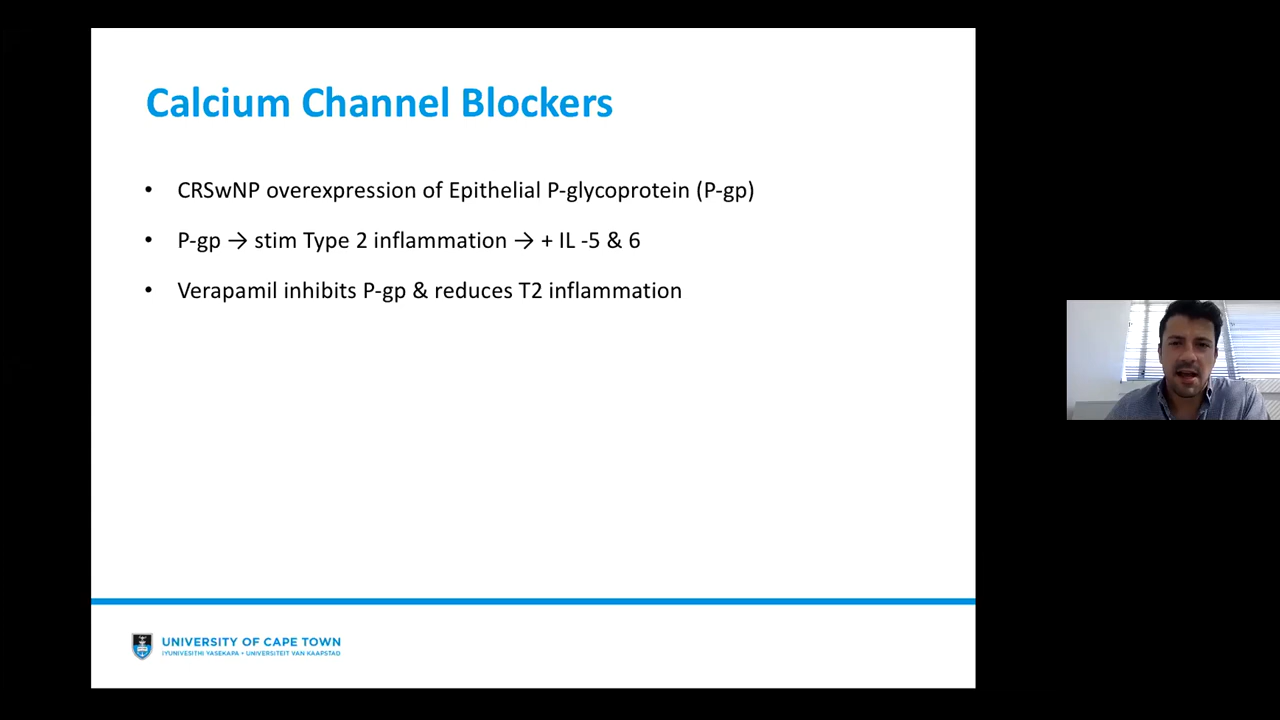 Calcium Channel Blockers
• CRSwNP overexpression of Epithelial P-glycoprotein (P-gp)
• P-gp → stim Type 2 inflammation → + IL -5 & 6
• Verapamil inhibits P-gp & reduces T2 inflammation
UNIVERSITY OF CAPE TOWN
IYUNIVESITHI YASEKAPA • UNIVERSITEIT VAN KAAPSTAD